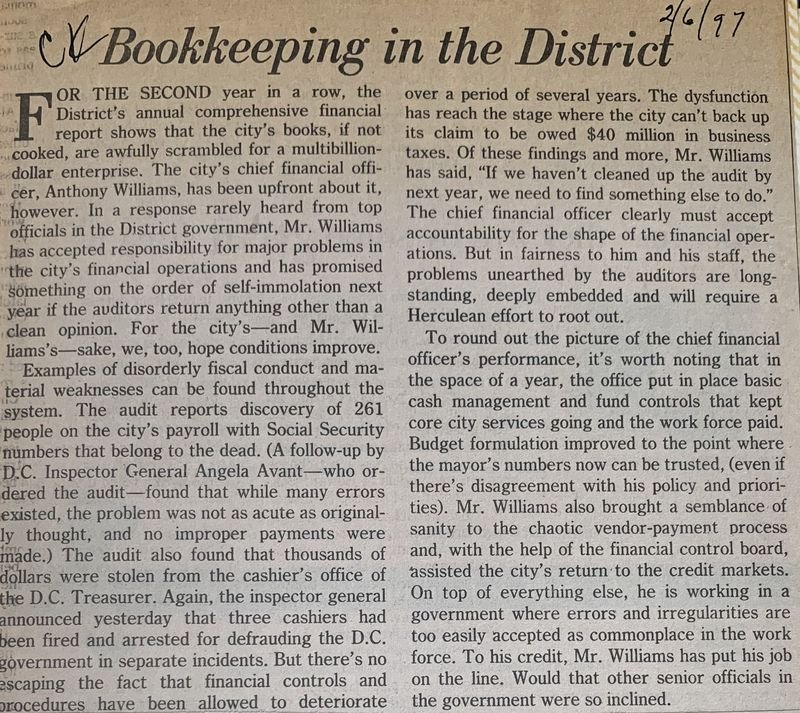 2/6/97
Bookkeeping in the District
FOR THE SECOND year in a row, the
District's annual comprehensive financial
report shows that the city's books, if not
cooked, are awfully scrambled for a multibillion-
dollar enterprise. The city's chief financial offi-
cer, Anthony Williams, has been upfront about it,
however. In a response rarely heard from top
officials in the District government, Mr. Williams
has accepted responsibility for major problems in
the city's financial operations and has promised
something on the order of self-immolation next
year if the auditors return anything other than a
clean opinion. For the city's—and Mr. Wil-
liams's—sake, we, too, hope conditions improve.
Examples of disorderly fiscal conduct and ma-
terial weaknesses can be found throughout the
system. The audit reports discovery of 261
people on the city's payroll with Social Security
numbers that belong to the dead. (A follow-up by
D.C. Inspector General Angela Avant—who or-
dered the audit—found that while many errors
existed, the problem was not as acute as original-
ly thought, and no improper payments were
made.) The audit also found that thousands of
dollars were stolen from the cashier's office of
the D.C. Treasurer. Again, the inspector general
announced yesterday that three cashiers had
been fired and arrested for defrauding the D.C.
government in separate incidents. But there's no
escaping the fact that financial controls and
procedures have been allowed to deteriorate
over a period of several years. The dysfunction
has reach the stage where the city can't back up
its claim to be owed $40 million in business
taxes. Of these findings and more, Mr. Williams
has said, "If we haven't cleaned up the audit by
next year, we need to find something else to do."
The chief financial officer clearly must accept
accountability for the shape of the financial oper-
ations. But in fairness to him and his staff, the
problems unearthed by the auditors are long-
standing, deeply embedded and will require a
Herculean effort to root out.
To round out the picture of the chief financial
officer's performance, it's worth noting that in
the space of a year, the office put in place basic
cash management and fund controls that kept
core city services going and the work force paid.
Budget formulation improved to the point where
the mayor's numbers now can be trusted, (even if
there's disagreement with his policy and priori-
ties). Mr. Williams also brought a semblance of
sanity to the chaotic vendor-payment process
and, with the help of the financial control board,
assisted the city's return to the credit markets.
On top of everything else, he is working in a
government where errors and irregularities are
too easily accepted as commonplace in the work
force. To his credit, Mr. Williams has put his job
on the line. Would that other senior officials in
the government were so inclined.